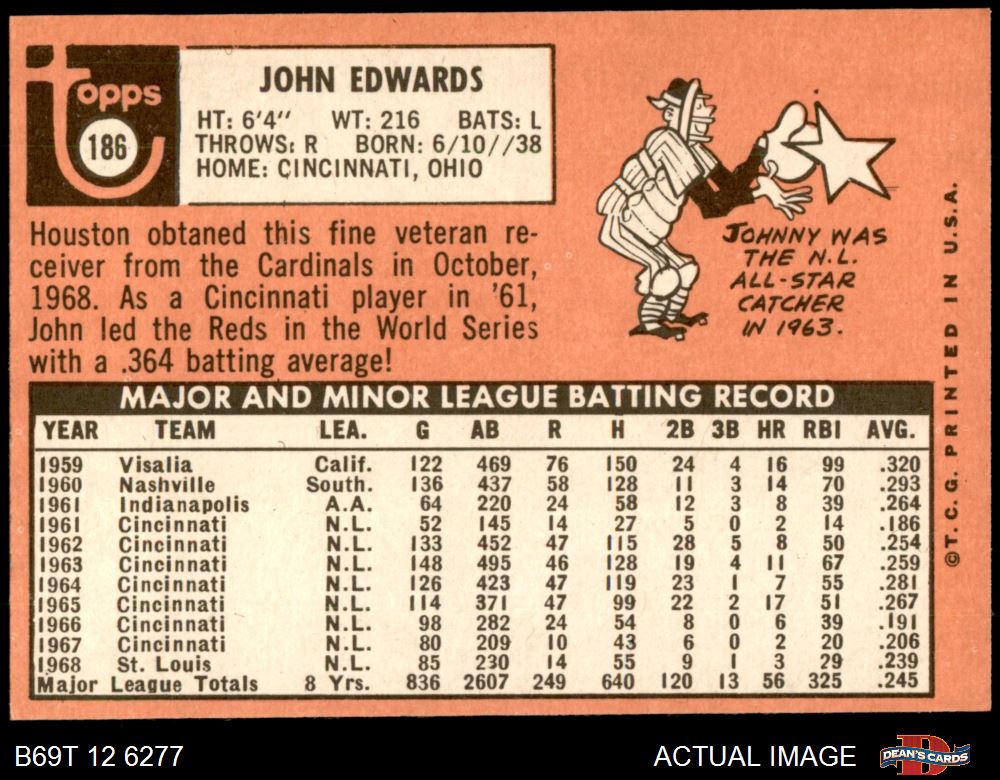 Topps
186
JOHN EDWARDS
HT: 6'4" WT: 216 BATS: L
THROWS: R BORN: 6/10//38
HOME: CINCINNATI, OHIO
Houston obtaned this fine veteran re-
ceiver from the Cardinals in October,
1968. As a Cincinnati player in '61,
John led the Reds in the World Series
with a .364 batting average!
JOHNNY WAS
THE N.L.
ALL-STAR
CATCHER
IN 1963.
MAJOR AND MINOR LEAGUE BATTING RECORD
YEAR TEAM LEA. G AB R H 2B 3B HR RBI AVG.
1959 Visalia Calif. 122 469 76 150 24 4 16 99 .320
1960 Nashville South. 136 437 58 128 11 3 14 70 .293
1961 Indianapolis A.A. 64 220 24 58 12 3 8 39 .264
1961 Cincinnati N.L. 52 145 14 27 5 0 2 14 .186
1962 Cincinnati N.L. 133 452 47 115 28 5 8 50 .254
1963 Cincinnati N.L. 148 495 46 128 19 4 11 67 .259
1964 Cincinnati N.L. 126 423 47 119 23 1 7 55 .281
1965 Cincinnati N.L. 114 371 47 99 22 2 17 51 .267
1966 Cincinnati N.L. 98 282 24 54 8 0 6 39 .191
1967 Cincinnati N.L. 80 209 10 43 6 0 2 20 .206
1968 St. Louis N.L. 85 230 14 55 9 1 3 29 .239
Major League Totals 8 Yrs. 836 2607 249 640 120 13 56 325 .245
©T.C.G. PRINTED IN U.S.A.
B69T 12 6277
ACTUAL IMAGE
DEAN'S CARDS